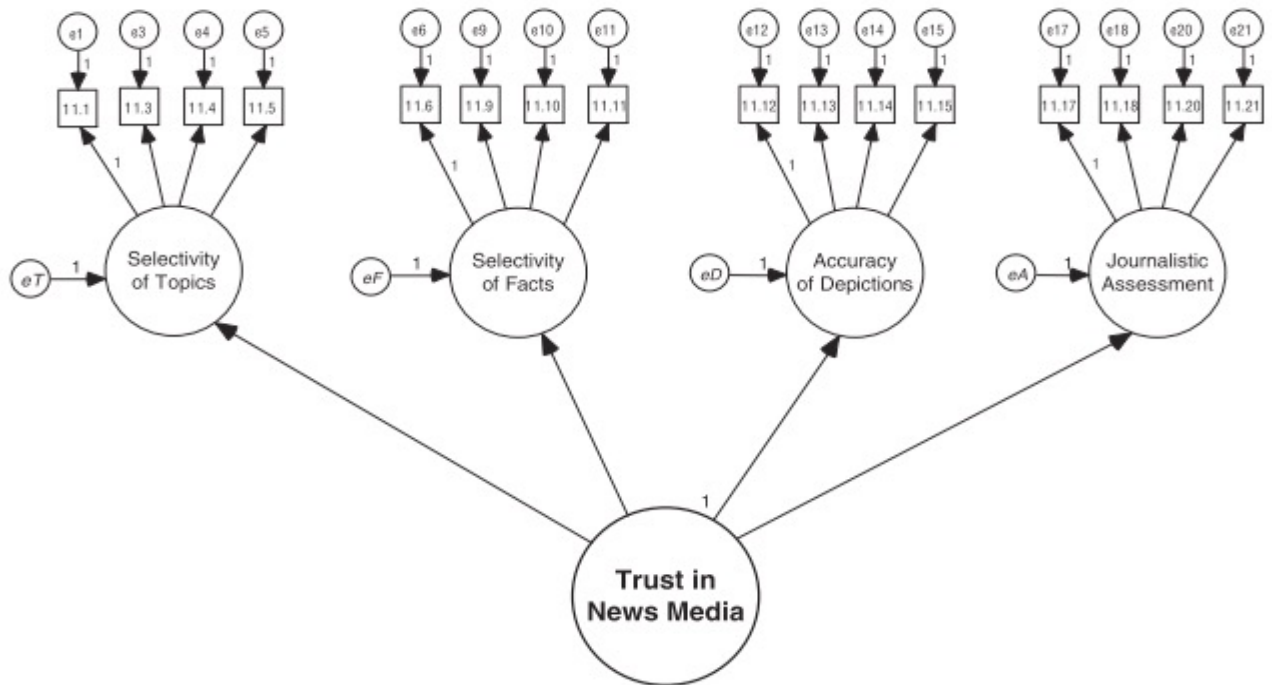 e1 e3 e4 e5 e6 e9 e10 e11 e12 e13 e14 e15 e17 e18 e20 e21
1 1 1 1 1 1 1 1 1 1 1 1 1 1 1 1
11.1 11.3 11.4 11.5 11.6 11.9 11.10 11.11 11.12 11.13 11.14 11.15 11.17 11.18 11.20 11.21
1 1 1 1
eT 1 Selectivity
of Topics
eF 1 Selectivity
of Facts
eD 1 Accuracy
of Depictions
eA 1 Journalistic
Assessment
1
Trust in
News Media